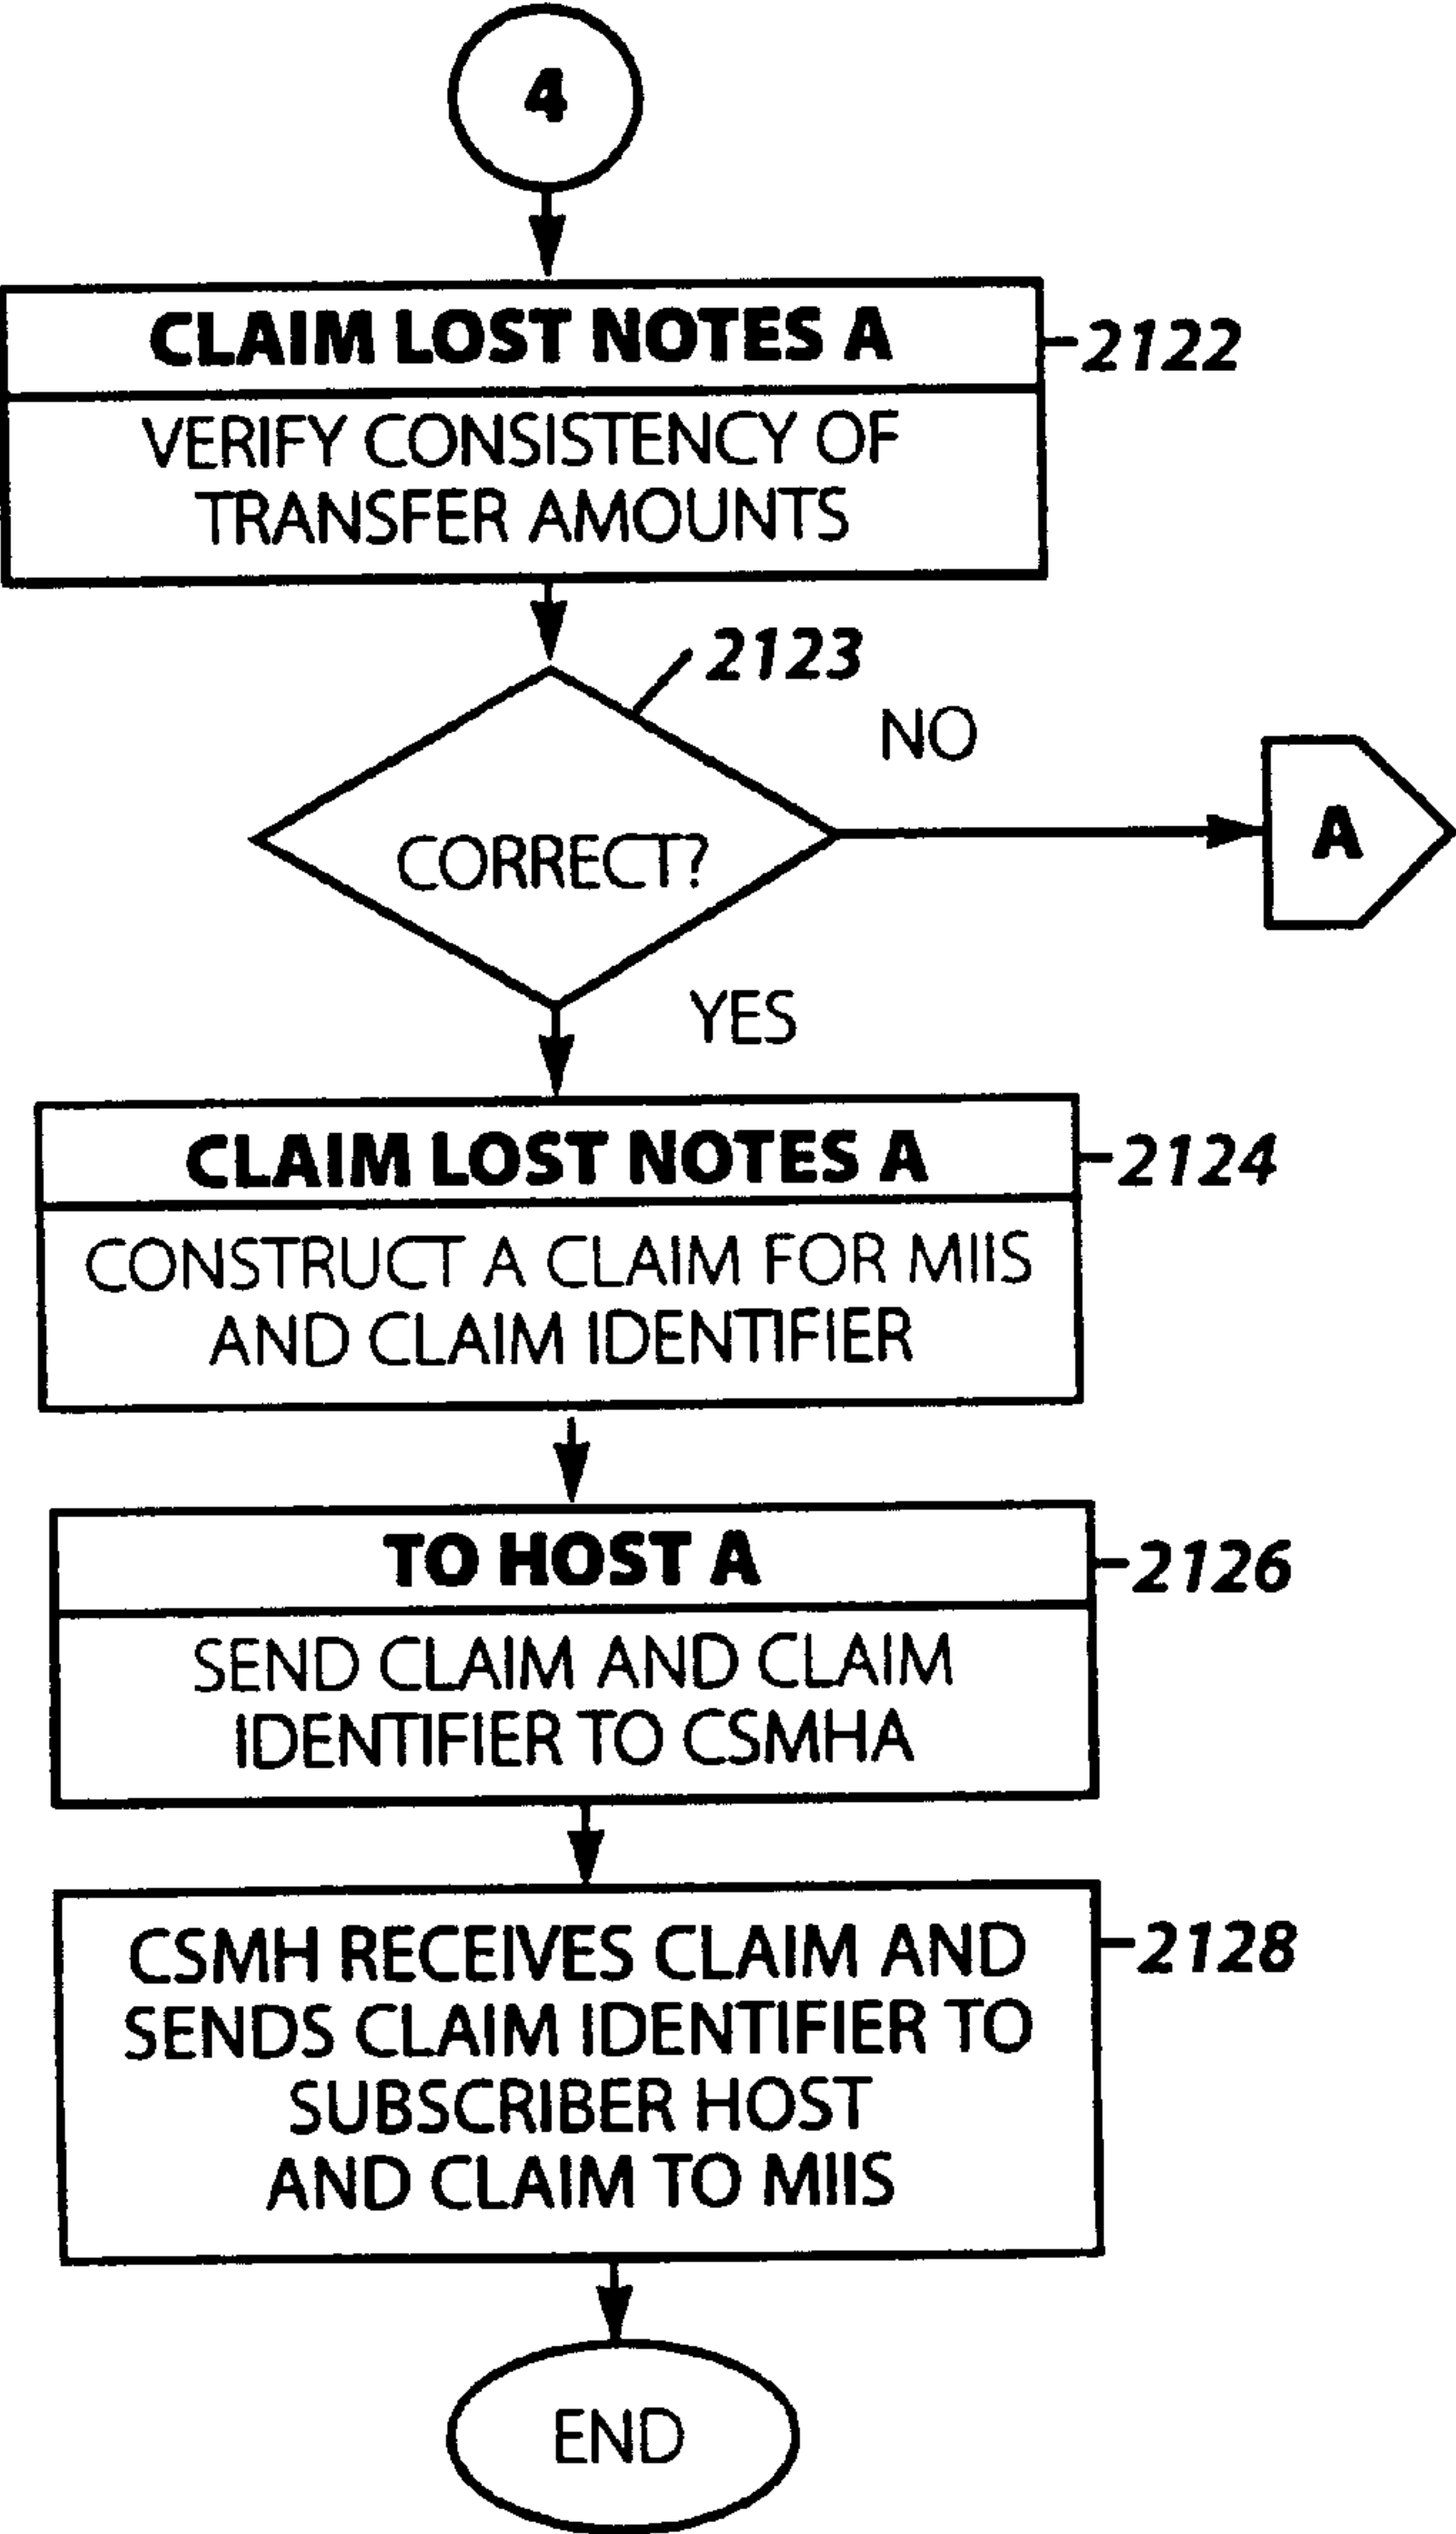 4
CLAIM LOST NOTES A
2122
VERIFY CONSISTENCY OF
TRANSFER AMOUNTS
2123
NO
CORRECT?
A
YES
CLAIM LOST NOTES A
2124
CONSTRUCT A CLAIM FOR MIIS
AND CLAIM IDENTIFIER
TO HOST A
2126
SEND CLAIM AND CLAIM
IDENTIFIER TO CSMHA
CSMH RECEIVES CLAIM AND
2128
SENDS CLAIM IDENTIFIER TO
SUBSCRIBER HOST
AND CLAIM TO MIIS
END